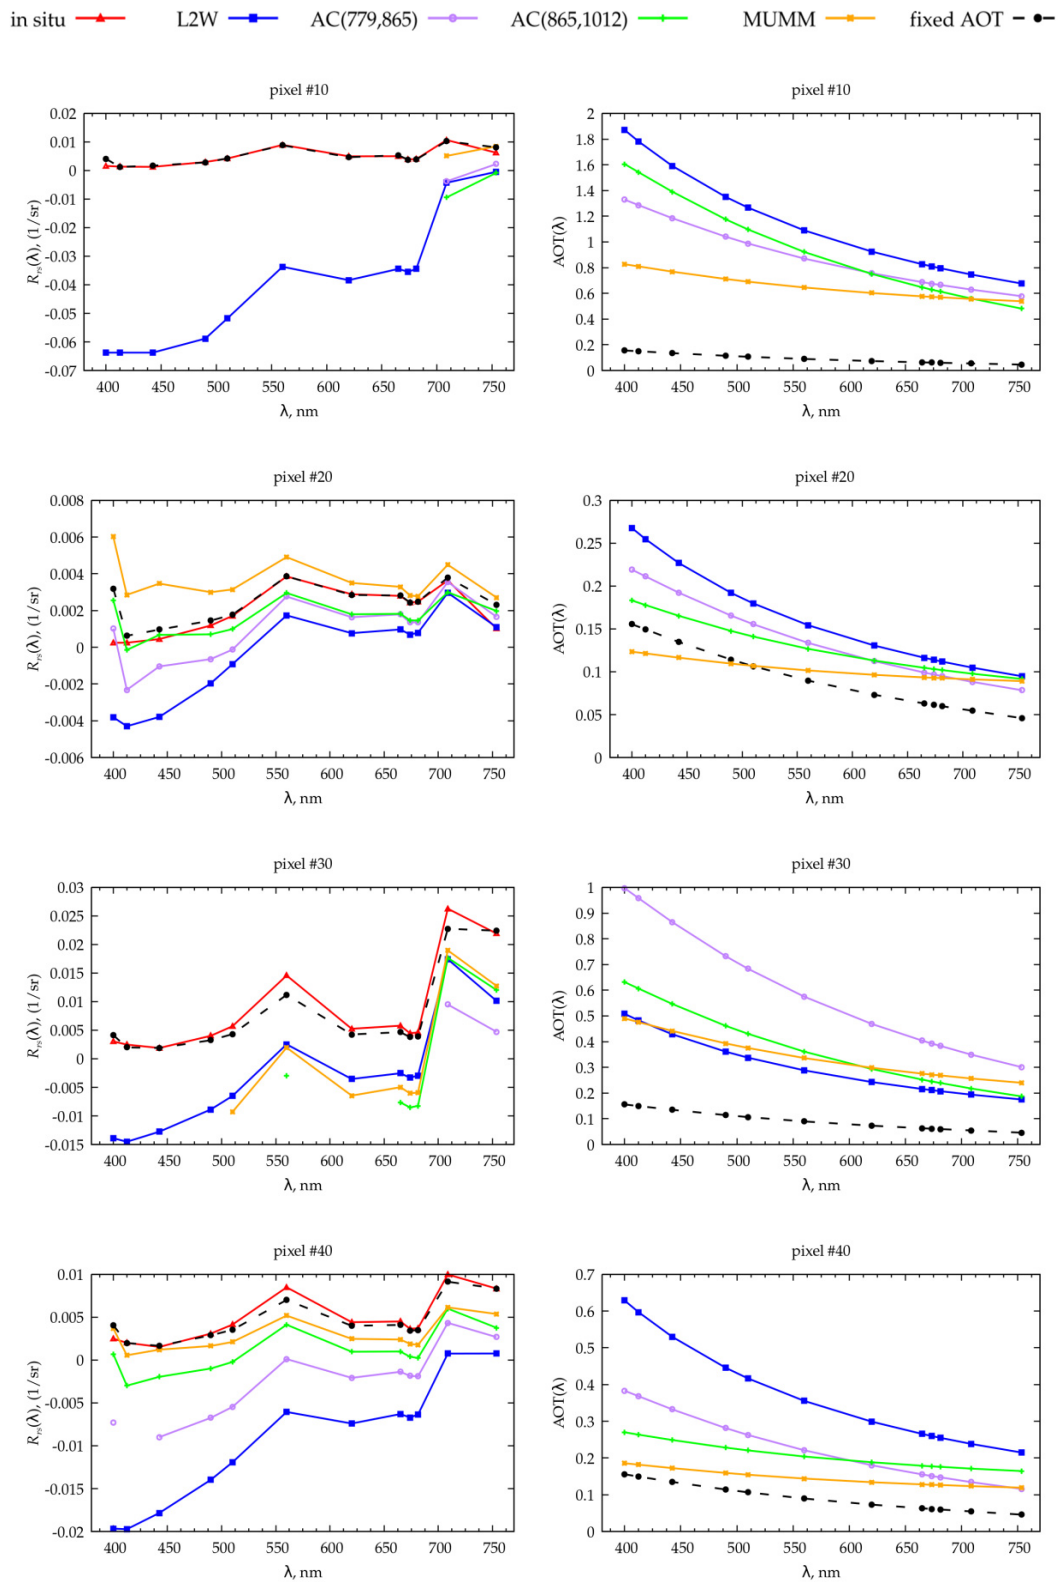 in situ L2W AC(779,865) AC(865,1012) MUMM fixed AOT
pixel #10
0.02
0.01
0
-0.01
-0.02
-0.03
-0.04
-0.05
-0.06
-0.07
Rrs(λ), (1/sr)
400 450 500 550 600 650 700 750
λ, nm
pixel #10
2
1.8
1.6
1.4
1.2
1
0.8
0.6
0.4
0.2
0
AOT(λ)
400 450 500 550 600 650 700 750
λ, nm
pixel #20
0.008
0.006
0.004
0.002
0
-0.002
-0.004
-0.006
Rrs(λ), (1/sr)
400 450 500 550 600 650 700 750
λ, nm
pixel #20
0.3
0.25
0.2
0.15
0.1
0.05
0
AOT(λ)
400 450 500 550 600 650 700 750
λ, nm
pixel #30
0.03
0.025
0.02
0.015
0.01
0.005
0
-0.005
-0.01
-0.015
Rrs(λ), (1/sr)
400 450 500 550 600 650 700 750
λ, nm
pixel #30
1
0.9
0.8
0.7
0.6
0.5
0.4
0.3
0.2
0.1
0
AOT(λ)
400 450 500 550 600 650 700 750
λ, nm
pixel #40
0.01
0.005
0
-0.005
-0.01
-0.015
-0.02
Rrs(λ), (1/sr)
400 450 500 550 600 650 700 750
λ, nm
pixel #40
0.7
0.6
0.5
0.4
0.3
0.2
0.1
0
AOT(λ)
400 450 500 550 600 650 700 750
λ, nm